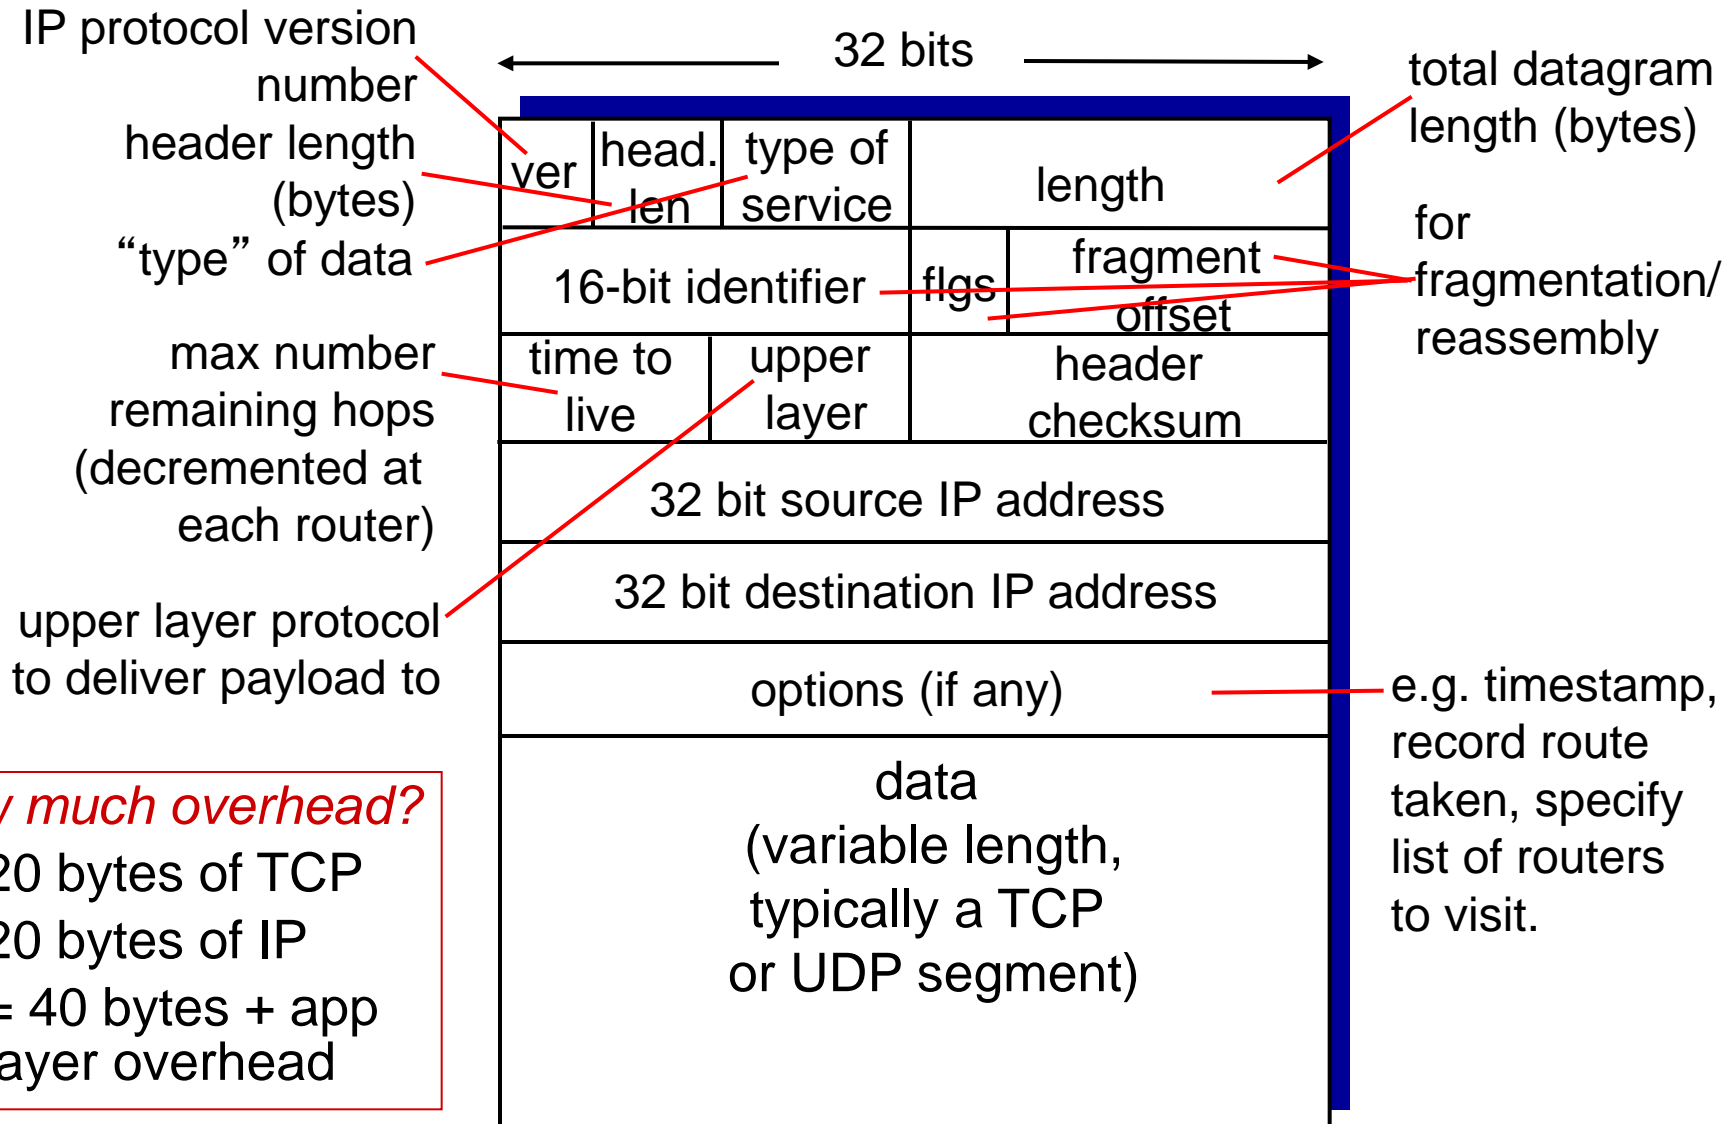 IP protocol version
number
header length
(bytes)
“type” of data
max number
remaining hops
(decremented at
each router)
upper layer protocol
to deliver payload to
much overhead?
20 bytes of TCP
20 bytes of IP
= 40 bytes + app
overhead
32 bits
ver
head.
len
type of
service
length
16-bit identifier
flgs
fragment
offset
time to
live
upper
layer
header
checksum
32 bit source IP address
32 bit destination IP address
options (if any)
data
(variable length,
typically a TCP
or UDP segment)
total datagram
length (bytes)
for
fragmentation/
reassembly
e.g. timestamp,
record route
taken, specify
list of routers
to visit.